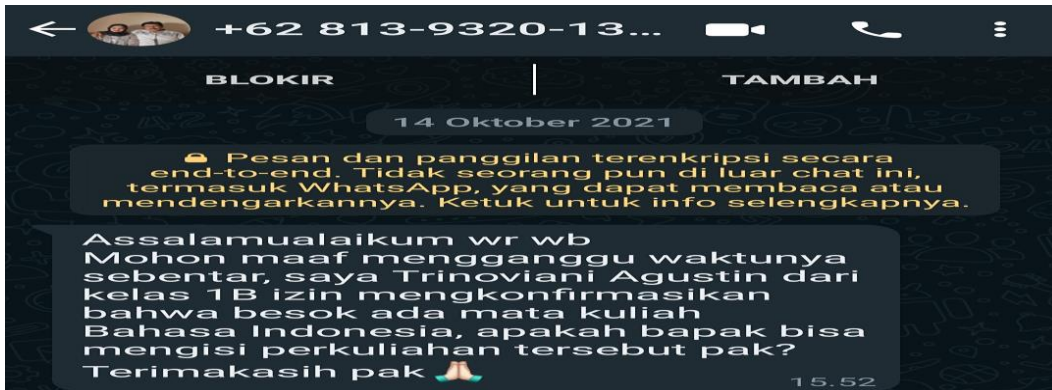 +62 813-9320-13...
BLOKIR
TAMBAH
14 Oktober 2021
Pesan dan panggilan terenkripsi secara
end-to-end. Tidak seorang pun di luar chat ini,
termasuk WhatsApp, yang dapat membaca atau
mendengarkannya. Ketuk untuk info selengkapnya.
Assalamualaikum wr wb
Mohon maaf mengganggu waktunya
sebentar, saya Trinoviani Agustin dari
kelas 1B izin mengkonfirmasikan
bahwa besok ada mata kuliah
Bahasa Indonesia, apakah bapak bisa
mengisi perkuliahan tersebut pak?
Terimakasih pak 🙏🏻
15.52